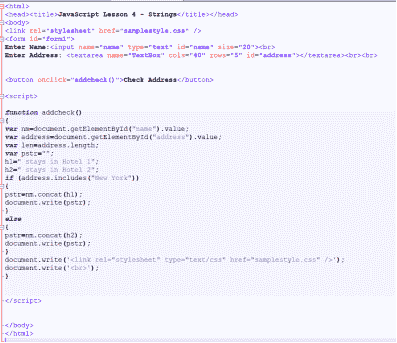 <html>
<head><title>JavaScript Lesson 4 - Strings</title></head>
<body>
<link rel="stylesheet" href="samplestyle.css" />
<form id="form1">
Enter Name:<input name="name" type="text" id="name" size="20"><br>
Enter Address: <textarea name="TextBox" cols="40" rows="5" id="address"></textarea><br><br>
<button onclick="addcheck()">Check Address</button>
<script>
function addcheck()
{
var nm=document.getElementById("name").value;
var address=document.getElementById("address").value;
var len=address.length;
var pstr="";
h1=" stays in Hotel 1";
h2=" stays in Hotel 2";
if (address.includes("New York"))
{
pstr=nm.concat(h1);
document.write(pstr);
}
else
{
pstr=nm.concat(h2);
document.write(pstr);
}
document.write('<link rel="stylesheet" type="text/css" href="samplestyle.css" />');
document.write('<br>');
}
</script>
</body>
</html>